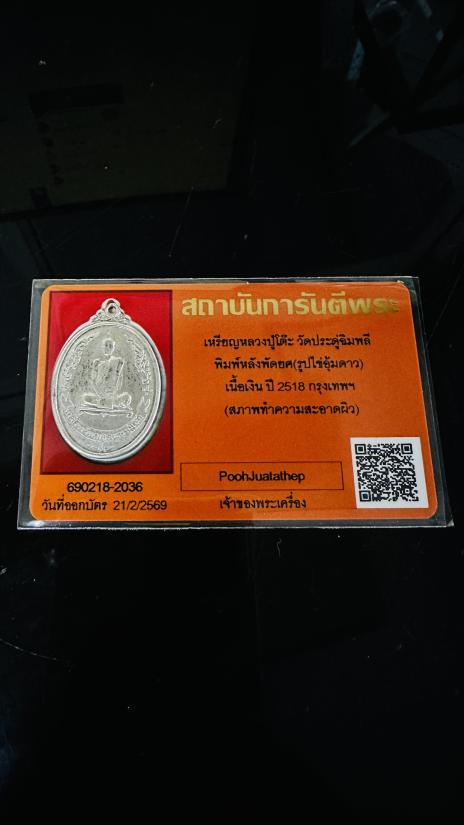 สถาบันการันตีพระ
เหรียญหลวงปู่โต๊ะ วัดประดู่ฉิมพลี
พิมพ์หลังพัดยศ(รูปไข่อุ้มดาว)
เนื้อเงิน ปี 2518 กรุงเทพฯ
(สภาพทำความสะอาดผิว)
PoohJuatathep
เจ้าของพระเครื่อง
690218-2036
วันที่ออกบัตร 21/2/2569